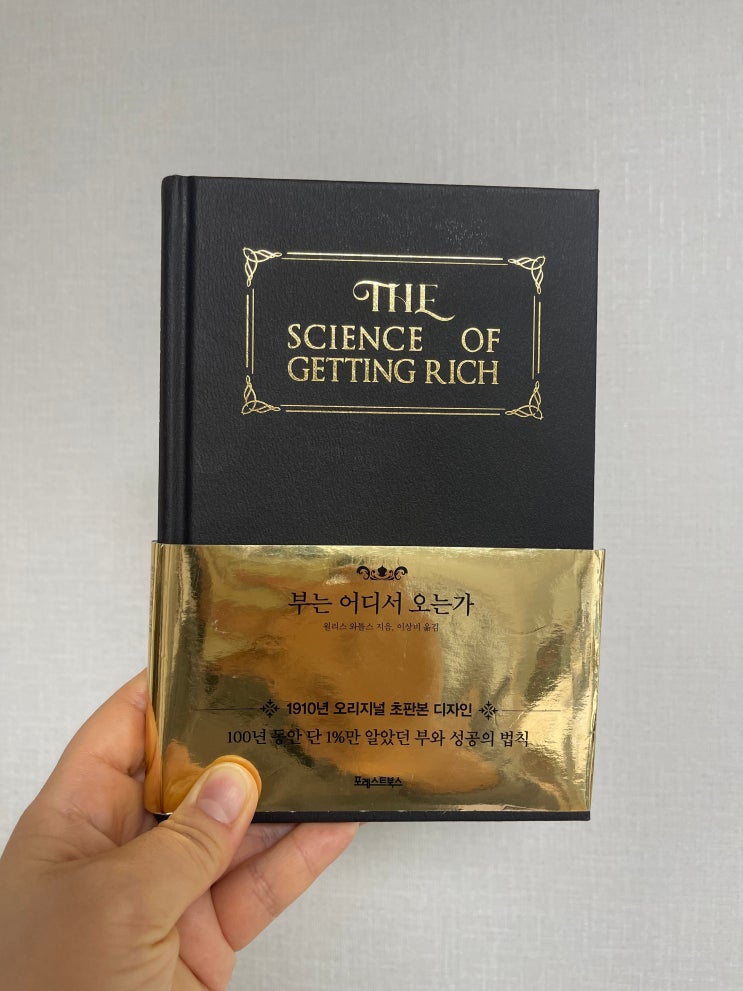 THE
SCIENCE OF
GETTING RICH
부는 어디서 오는가
월리스 와틀스 지음, 이상미 옮김
1910년 오리지널 초판본 디자인
100년 동안 단 1%만 알았던 부와 성공의 법칙
포레스트북스